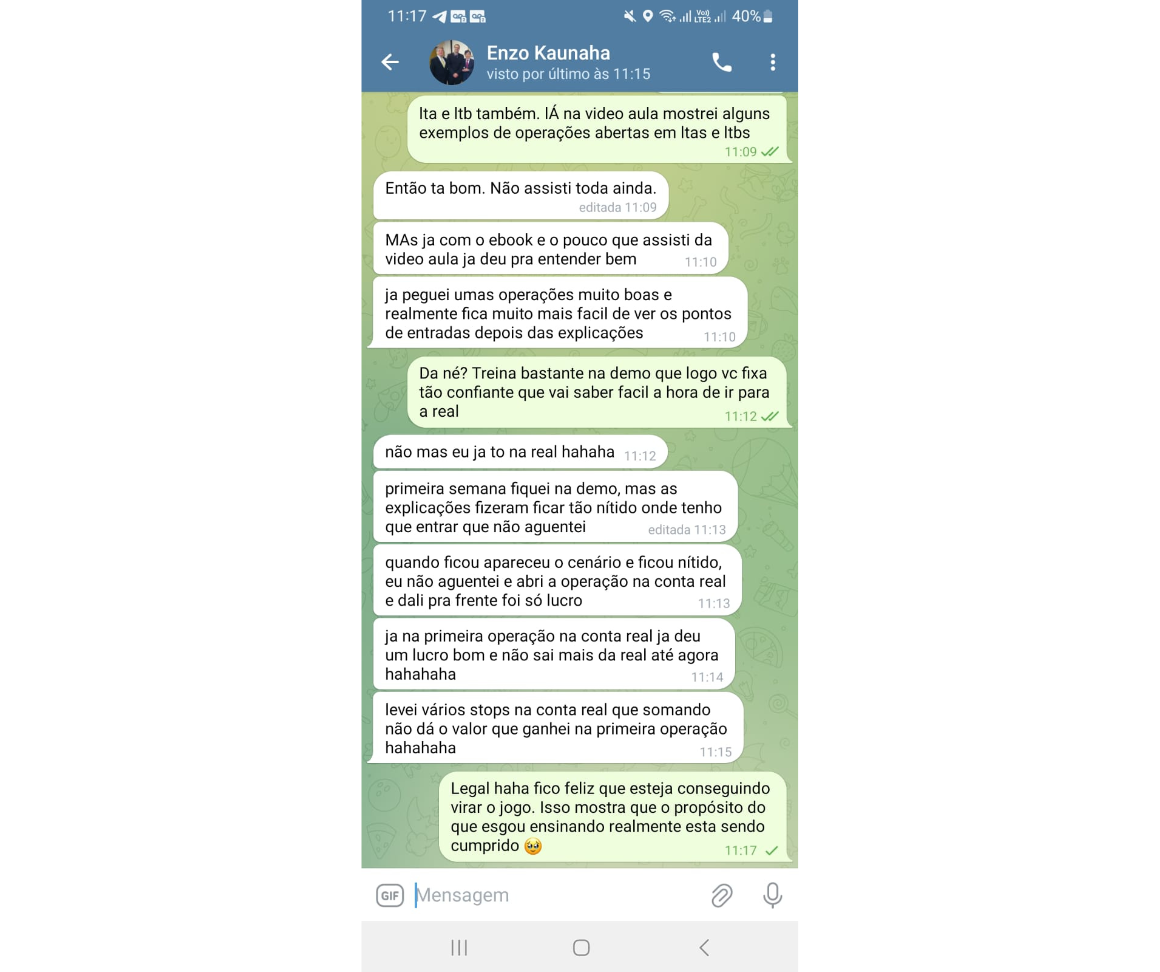 11:17
Vo)) LTE2 40%
Enzo Kaunaha
visto por último às 11:15
lta e ltb também. lÁ na video aula mostrei alguns
exemplos de operações abertas em ltas e ltbs
11:09
Então ta bom. Não assisti toda ainda.
editada 11:09
MAs ja com o ebook e o pouco que assisti da
video aula ja deu pra entender bem 11:10
ja peguei umas operações muito boas e
realmente fica muito mais facil de ver os pontos
de entradas depois das explicações 11:10
Da né? Treina bastante na demo que logo vc fixa
tão confiante que vai saber facil a hora de ir para
a real 11:12
não mas eu ja to na real hahaha 11:12
primeira semana fiquei na demo, mas as
explicações fizeram ficar tão nítido onde tenho
que entrar que não aguentei editada 11:13
quando ficou apareceu o cenário e ficou nítido,
eu não aguentei e abri a operação na conta real
e dali pra frente foi só lucro 11:13
ja na primeira operação na conta real ja deu
um lucro bom e não sai mais da real até agora
hahahaha 11:14
levei vários stops na conta real que somando
não dá o valor que ganhei na primeira operação
hahahaha 11:15
Legal haha fico feliz que esteja conseguindo
virar o jogo. Isso mostra que o propósito do
que esgou ensinando realmente esta sendo
cumprido 🥹 11:17
GIF Mensagem